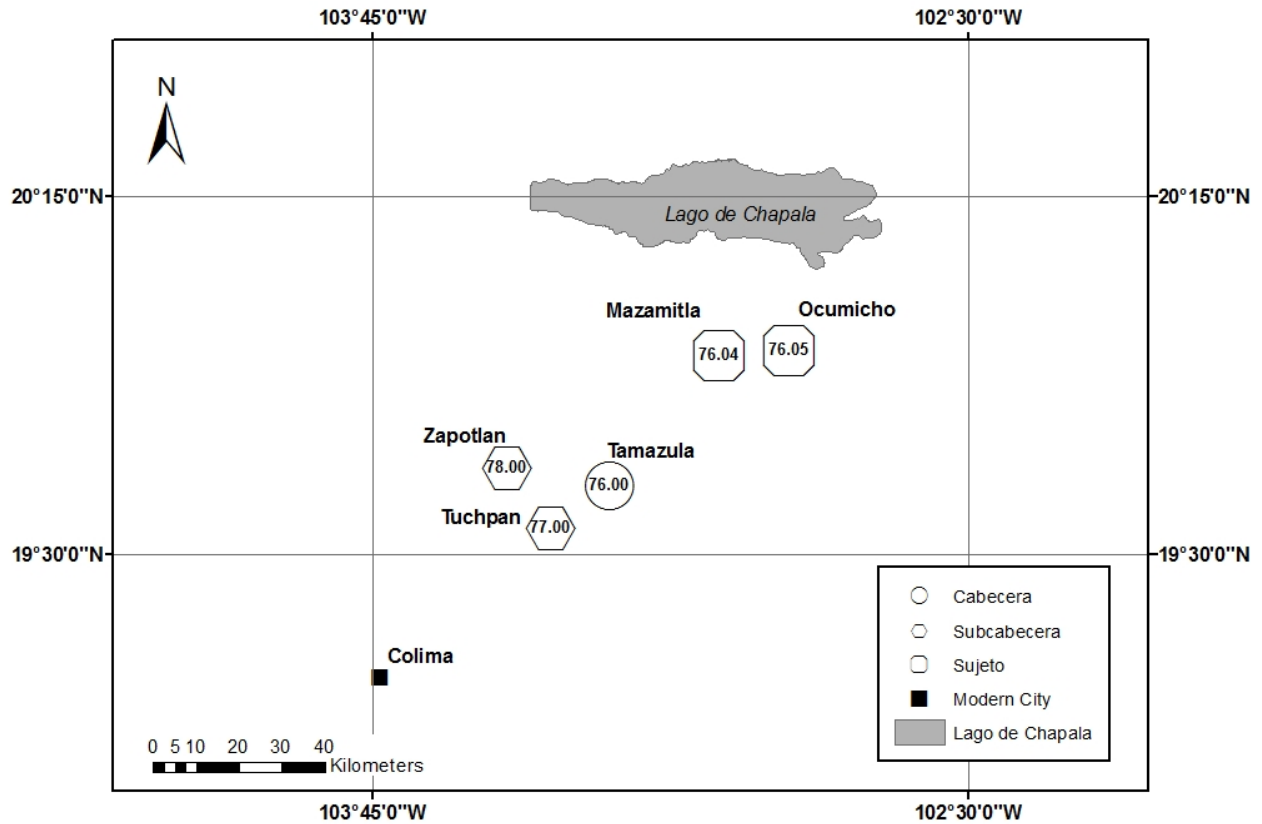 103°45'0"W 102°30'0"W
N
20°15'0"N 20°15'0"N
Lago de Chapala
Mazamitla Ocumicho
76.04 76.05
Zapotlan Tamazula
78.00 76.00
Tuchpan 77.00
19°30'0"N 19°30'0"N
Colima
Cabecera
Subcabecera
Sujeto
Modern City
Lago de Chapala
0 5 10 20 30 40
Kilometers
103°45'0"W 102°30'0"W